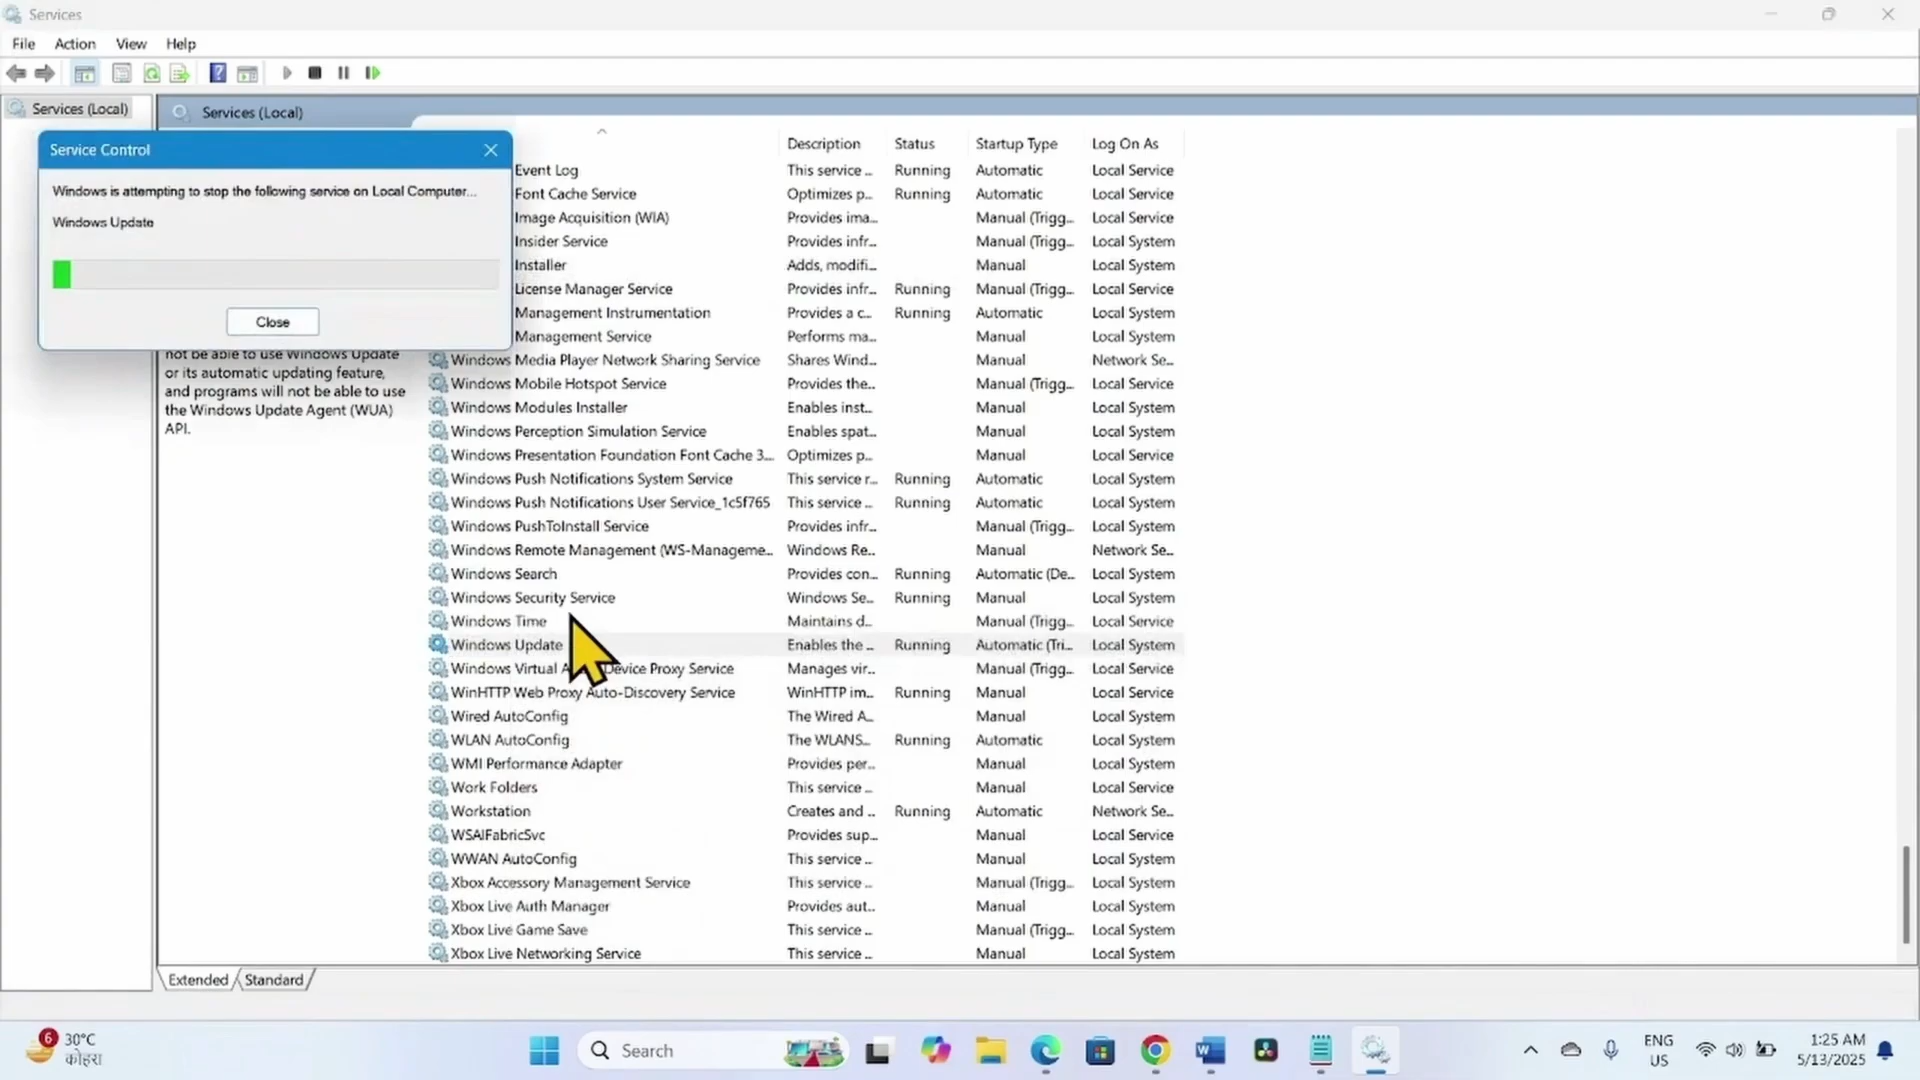 Services
File Action View Help
Services (Local)
Services (Local)
Service Control
Windows is attempting to stop the following service on Local Computer...
Windows Update
Close
not be able to use Windows Update
or its automatic updating feature,
and programs will not be able to use
the Windows Update Agent (WUA)
API.
Description Status Startup Type Log On As
Event Log This service ... Running Automatic Local Service
Font Cache Service Optimizes p... Running Automatic Local Service
Image Acquisition (WIA) Provides ima... Manual (Trigg... Local Service
Insider Service Provides infr... Manual (Trigg... Local System
Installer Adds, modifi... Manual Local System
License Manager Service Provides infr... Running Manual (Trigg... Local Service
Management Instrumentation Provides a c... Running Automatic Local System
Management Service Performs ma... Manual Local System
Windows Media Player Network Sharing Service Shares Wind... Manual Network Se...
Windows Mobile Hotspot Service Provides the... Manual (Trigg... Local Service
Windows Modules Installer Enables inst... Manual Local System
Windows Perception Simulation Service Enables spat... Manual Local System
Windows Presentation Foundation Font Cache 3... Optimizes p... Manual Local Service
Windows Push Notifications System Service This service r... Running Automatic Local System
Windows Push Notifications User Service_1c5f765 This service ... Running Automatic Local System
Windows PushToInstall Service Provides infr... Manual (Trigg... Local System
Windows Remote Management (WS-Manageme... Windows Re... Manual Network Se...
Windows Search Provides con... Running Automatic (De... Local System
Windows Security Service Windows Se... Running Manual Local System
Windows Time Maintains d... Manual (Trigg... Local Service
Windows Update Enables the ... Running Automatic (Tri... Local System
Windows Virtual Device Proxy Service Manages vir... Manual (Trigg... Local Service
WinHTTP Web Proxy Auto-Discovery Service WinHTTP im... Running Manual Local Service
Wired AutoConfig The Wired A... Manual Local System
WLAN AutoConfig The WLANS... Running Automatic Local System
WMI Performance Adapter Provides per... Manual Local System
Work Folders This service ... Manual Local Service
Workstation Creates and ... Running Automatic Network Se...
WSAIFabricSvc Provides sup... Manual Local Service
WWAN AutoConfig This service ... Manual Local System
Xbox Accessory Management Service This service ... Manual (Trigg... Local System
Xbox Live Auth Manager Provides aut... Manual Local System
Xbox Live Game Save This service ... Manual (Trigg... Local System
Xbox Live Networking Service This service ... Manual Local System
Extended Standard
6 30°C
कोहरा
Search
ENG
US
1:25 AM
5/13/2025